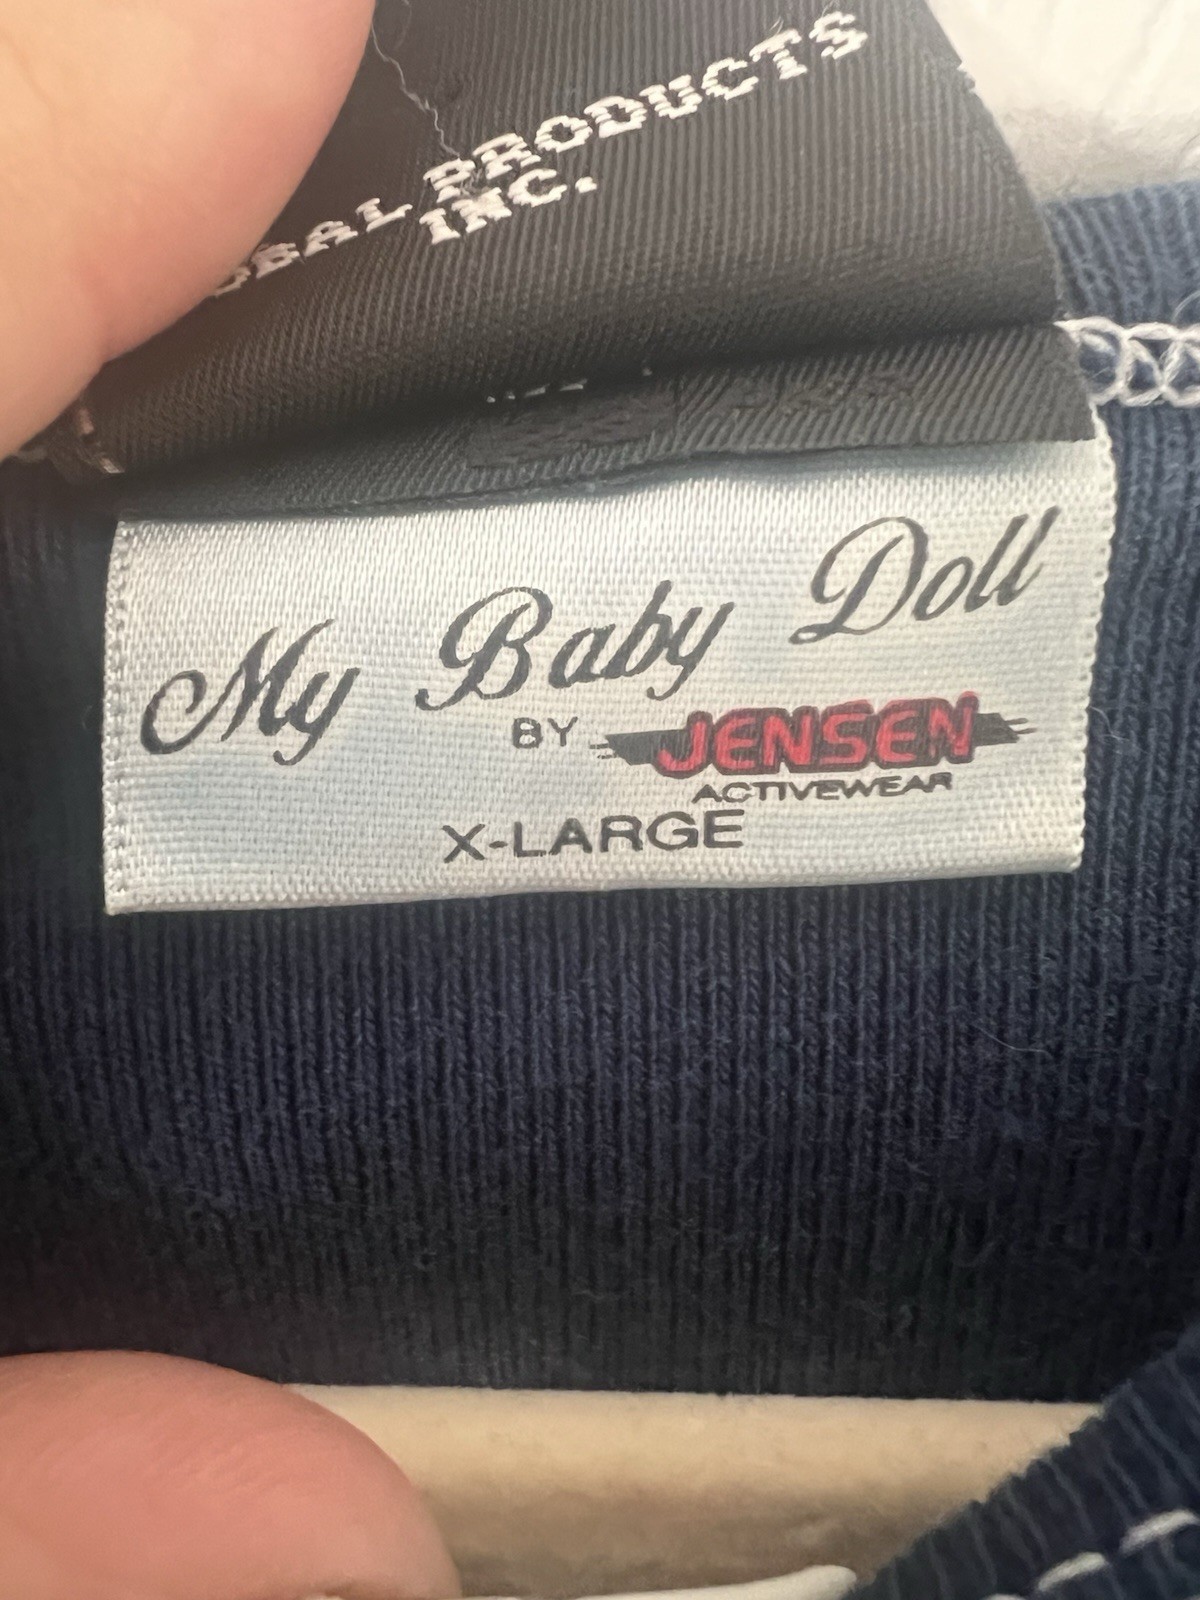 PRODUCTS
INC.
My Baby Doll
BY JENSEN
ACTIVEWEAR
X-LARGE